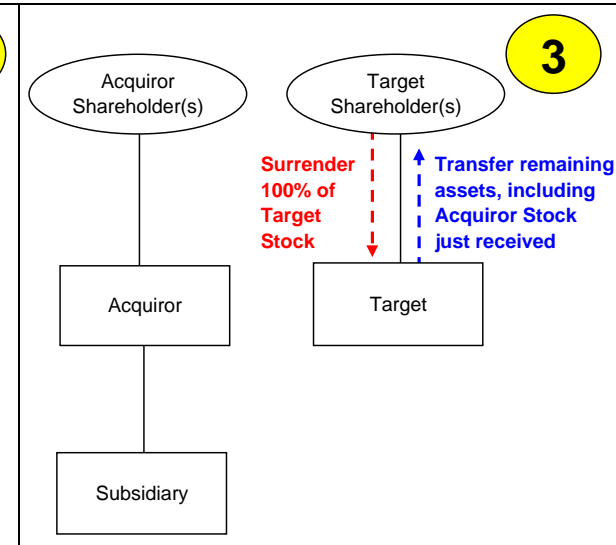 3
Acquiror
Shareholder(s)
Target
Shareholder(s)
Surrender
100% of
Target
Stock
Transfer remaining
assets, including
Acquiror Stock
just received
Acquiror
Target
Subsidiary